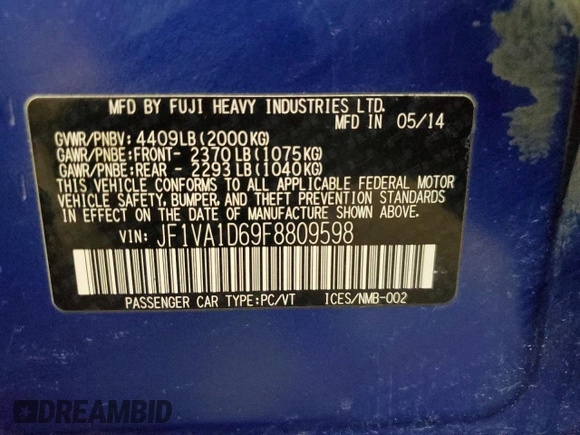 MFD BY FUJI HEAVY INDUSTRIES LTD.
MFD IN 05/14
GVWR/PNBV: 4409LB(2000KG)
GAWR/PNBE:FRONT- 2370LB(1075KG)
GAWR/PNBE:REAR - 2293LB(1040KG)
THIS VEHICLE CONFORMS TO ALL APPLICABLE FEDERAL MOTOR
VEHICLE SAFETY, BUMPER, AND THEFT PREVENTION STANDARDS
IN EFFECT ON THE DATE OF MANUFACTURE SHOWN ABOVE.
VIN: JF1VA1D69F8809598
PASSENGER CAR TYPE:PC/VT ICES/NMB-002
DREAMBID